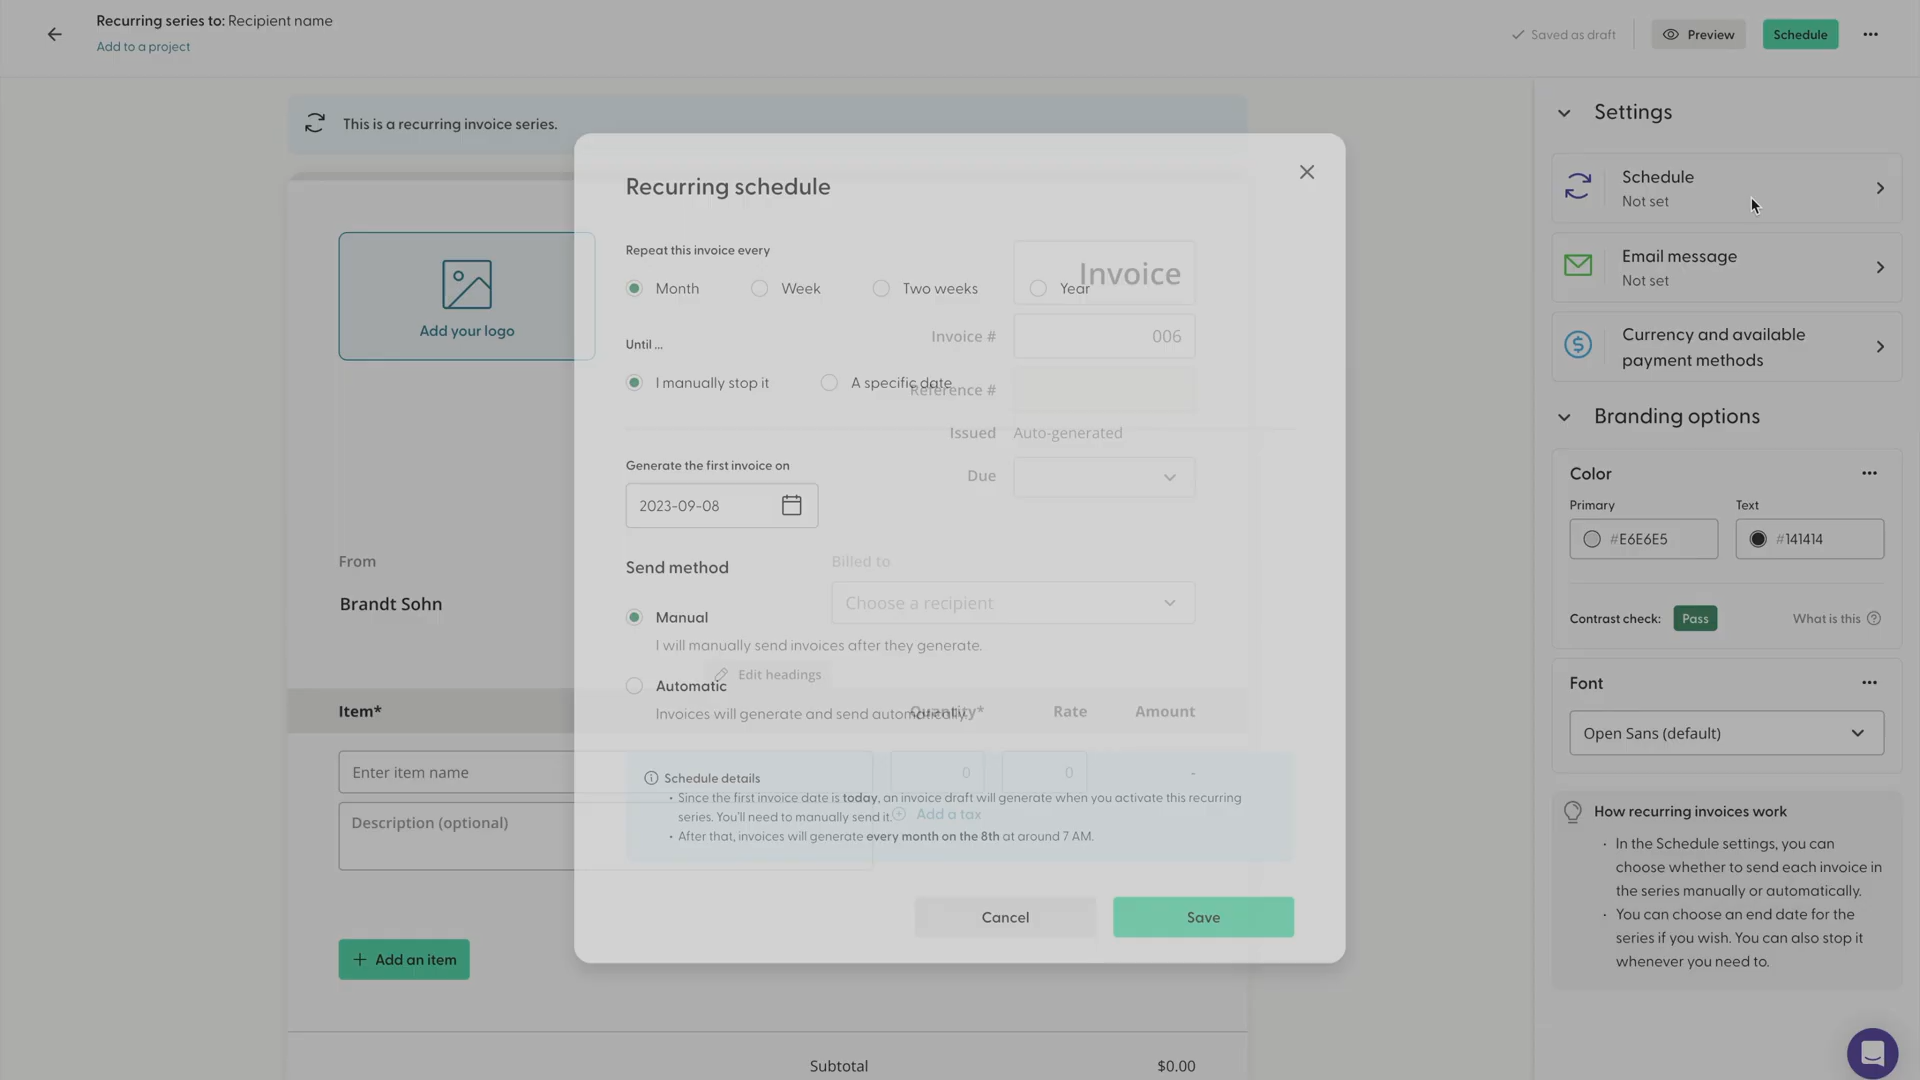 Recurring series to: Recipient name
Add to a project
Saved as draft
Preview
Schedule
This is a recurring invoice series.
Add your logo
From
Brandt Sohn
Item*
Enter item name
Description (optional)
Add an item
Subtotal
$0.00
Recurring schedule
Repeat this invoice every
Month
Week
Two weeks
Year
Until ...
I manually stop it
A specific date
Generate the first invoice on
2023-09-08
Send method
Manual
I will manually send invoices after they generate.
Automatic
Invoices will generate and send automatically.
Schedule details
• Since the first invoice date is today, an invoice draft will generate when you activate this recurring
series. You'll need to manually send it.
• After that, invoices will generate every month on the 8th at around 7 AM.
Cancel
Save
Invoice
Invoice #
006
Reference #
Issued
Auto-generated
Due
Billed to
Choose a recipient
Edit headings
Quantity*
Rate
Amount
0
0
-
Add a tax
Settings
Schedule
Not set
Email message
Not set
Currency and available
payment methods
Branding options
Color
Primary
Text
#E6E6E5
#141414
Contrast check:
Pass
What is this
Font
Open Sans (default)
How recurring invoices work
• In the Schedule settings, you can
choose whether to send each invoice in
the series manually or automatically.
• You can choose an end date for the
series if you wish. You can also stop it
whenever you need to.